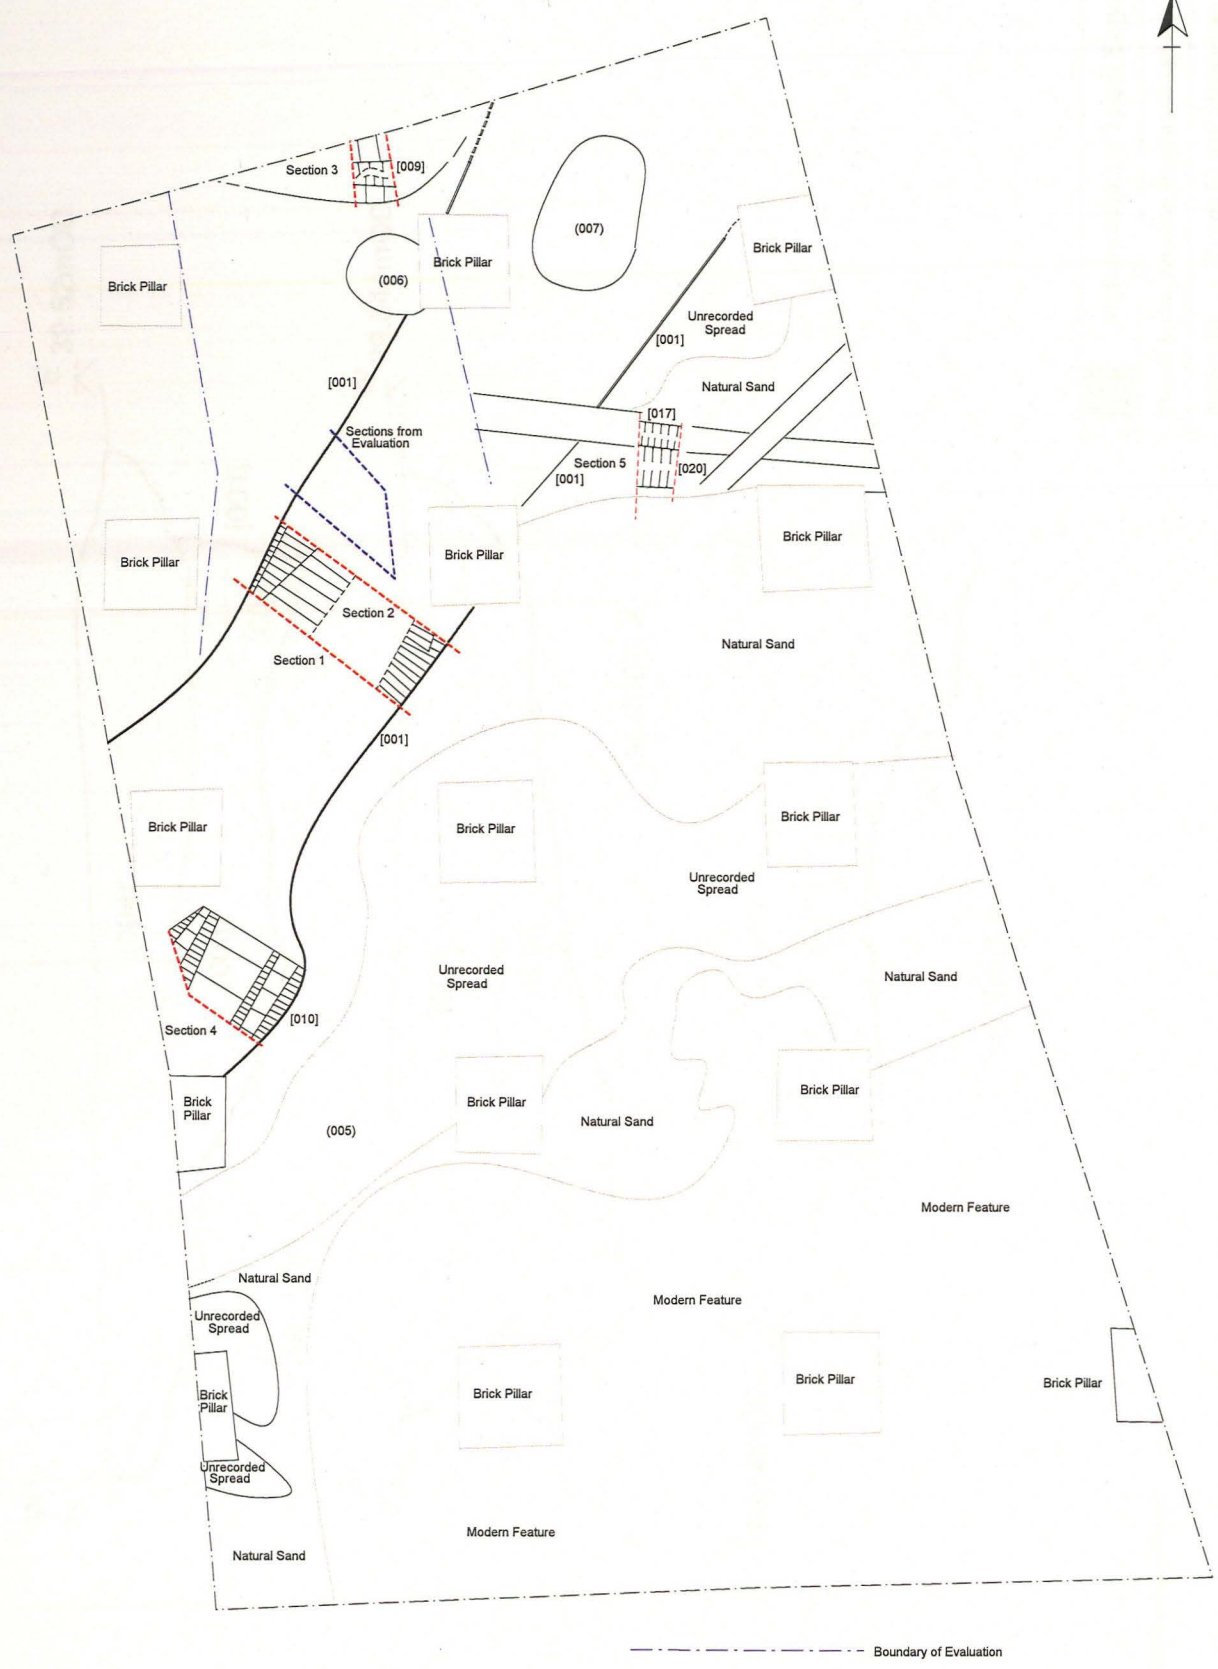 Section 3
[009]
(007)
Brick Pillar
Brick Pillar
Brick Pillar
(006)
Unrecorded
Spread
[001]
[001]
Natural Sand
[017]
Sections from
Evaluation
Section 5
[020]
[001]
Brick Pillar
Brick Pillar
Brick Pillar
Section 2
Section 1
Natural Sand
[001]
Brick Pillar
Brick Pillar
Brick Pillar
Unrecorded
Spread
Unrecorded
Spread
Natural Sand
[010]
Section 4
Brick
Pillar
Brick Pillar
Brick Pillar
Natural Sand
(005)
Modern Feature
Natural Sand
Modern Feature
Unrecorded
Spread
Brick
Pillar
Brick Pillar
Brick Pillar
Brick Pillar
Unrecorded
Spread
Modern Feature
Natural Sand
Boundary of Evaluation